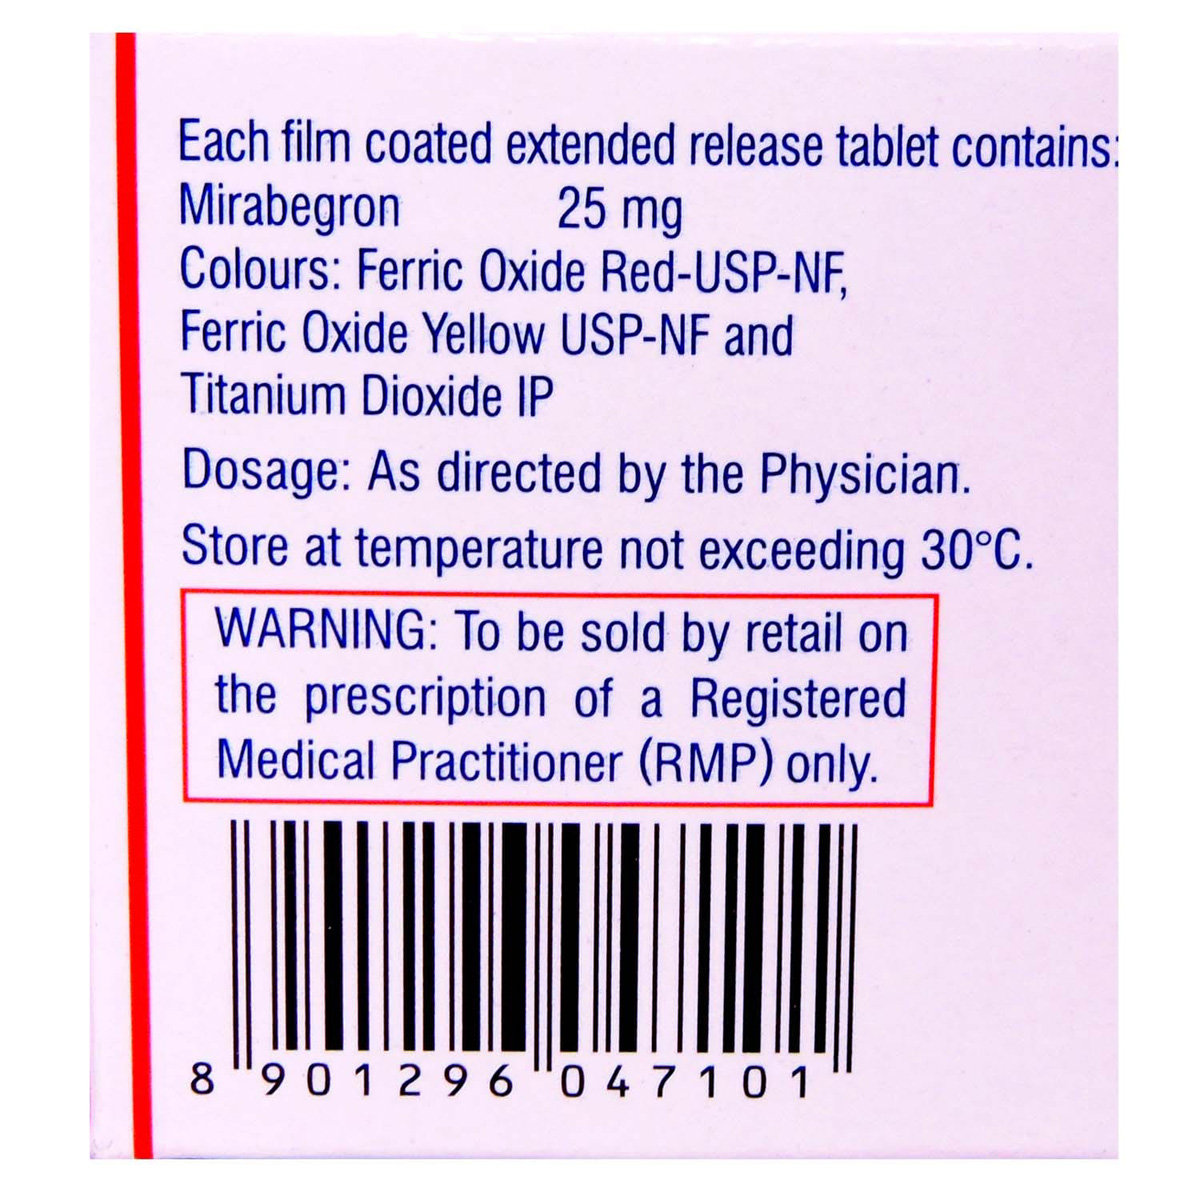 Each film coated extended release tablet contains:
Mirabegron 25 mg
Colours: Ferric Oxide Red-USP-NF,
Ferric Oxide Yellow USP-NF and
Titanium Dioxide IP
Dosage: As directed by the Physician.
Store at temperature not exceeding 30°C.
WARNING: To be sold by retail on
the prescription of a Registered
Medical Practitioner (RMP) only.
8 901296 047101